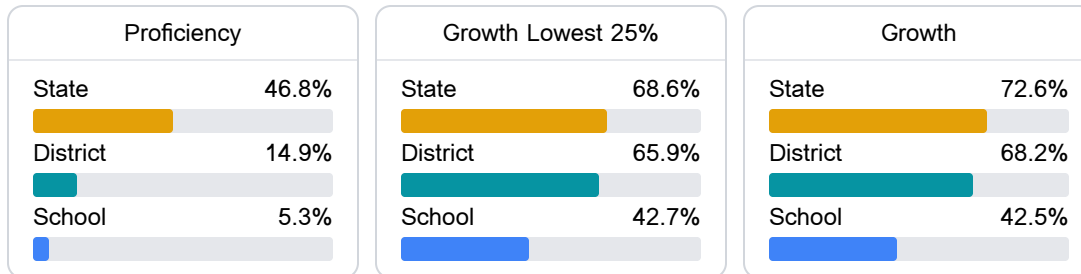 Proficiency
State 46.8%
District 14.9%
School 5.3%
Growth Lowest 25%
State 68.6%
District 65.9%
School 42.7%
Growth
State 72.6%
District 68.2%
School 42.5%